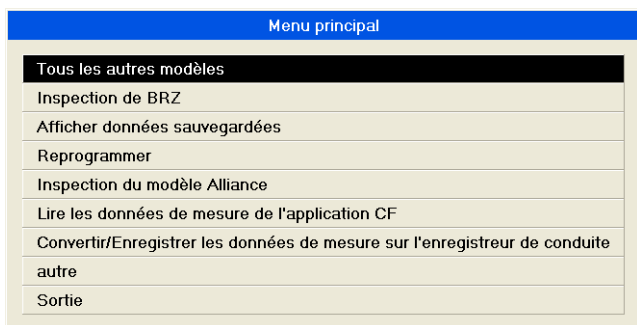 Menu principal
Tous les autres modèles
Inspection de BRZ
Afficher données sauvegardées
Reprogrammer
Inspection du modèle Alliance
Lire les données de mesure de l'application CF
Convertir/Enregistrer les données de mesure sur l'enregistreur de conduite
autre
Sortie